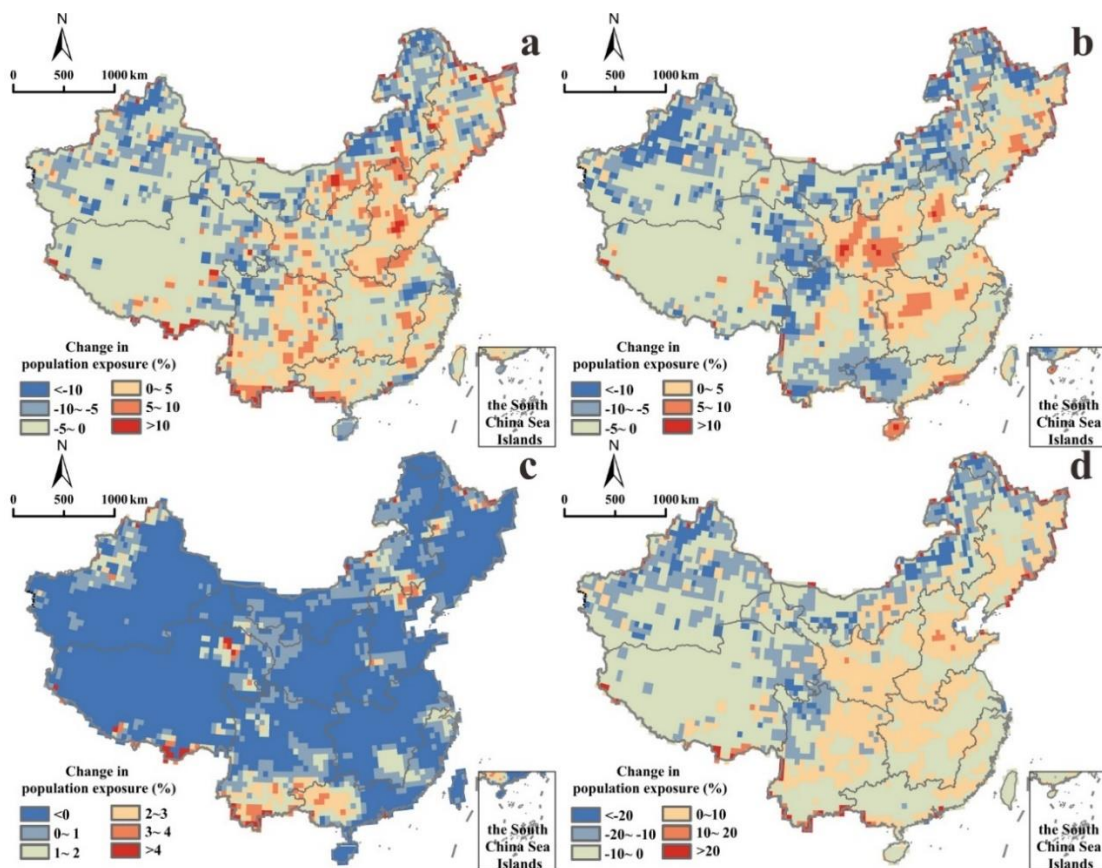 N
a
0 500 1000 km
Change in
population exposure (%)
<-10
-10~ -5
-5~ 0
0~ 5
5~ 10
>10
the South
China Sea
Islands
N
b
0 500 1000 km
Change in
population exposure (%)
<-10
-10~ -5
-5~ 0
0~ 5
5~ 10
>10
the South
China Sea
Islands
N
c
0 500 1000 km
Change in
population exposure (%)
<0
0~ 1
1~ 2
2~3
3~ 4
>4
the South
China Sea
Islands
N
d
0 500 1000 km
Change in
population exposure (%)
<-20
-20~ -10
-10~ 0
0~10
10~ 20
>20
the South
China Sea
Islands